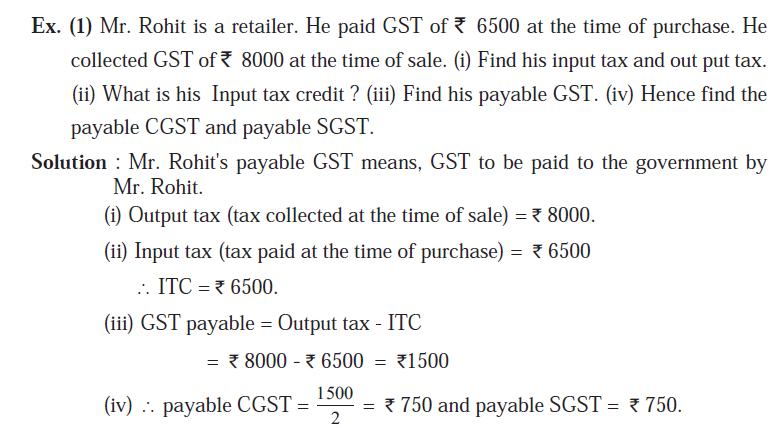 Ex. (1) Mr. Rohit is a retailer. He paid GST of ₹ 6500 at the time of purchase. He
collected GST of ₹ 8000 at the time of sale. (i) Find his input tax and out put tax.
(ii) What is his Input tax credit ? (iii) Find his payable GST. (iv) Hence find the
payable CGST and payable SGST.
Solution : Mr. Rohit's payable GST means, GST to be paid to the government by
Mr. Rohit.
(i) Output tax (tax collected at the time of sale) = ₹ 8000.
(ii) Input tax (tax paid at the time of purchase) = ₹ 6500
∴ ITC = ₹ 6500.
(iii) GST payable = Output tax - ITC
= ₹ 8000 - ₹ 6500 = ₹1500
(iv) ∴ payable CGST = 1500/2 = ₹ 750 and payable SGST = ₹ 750.